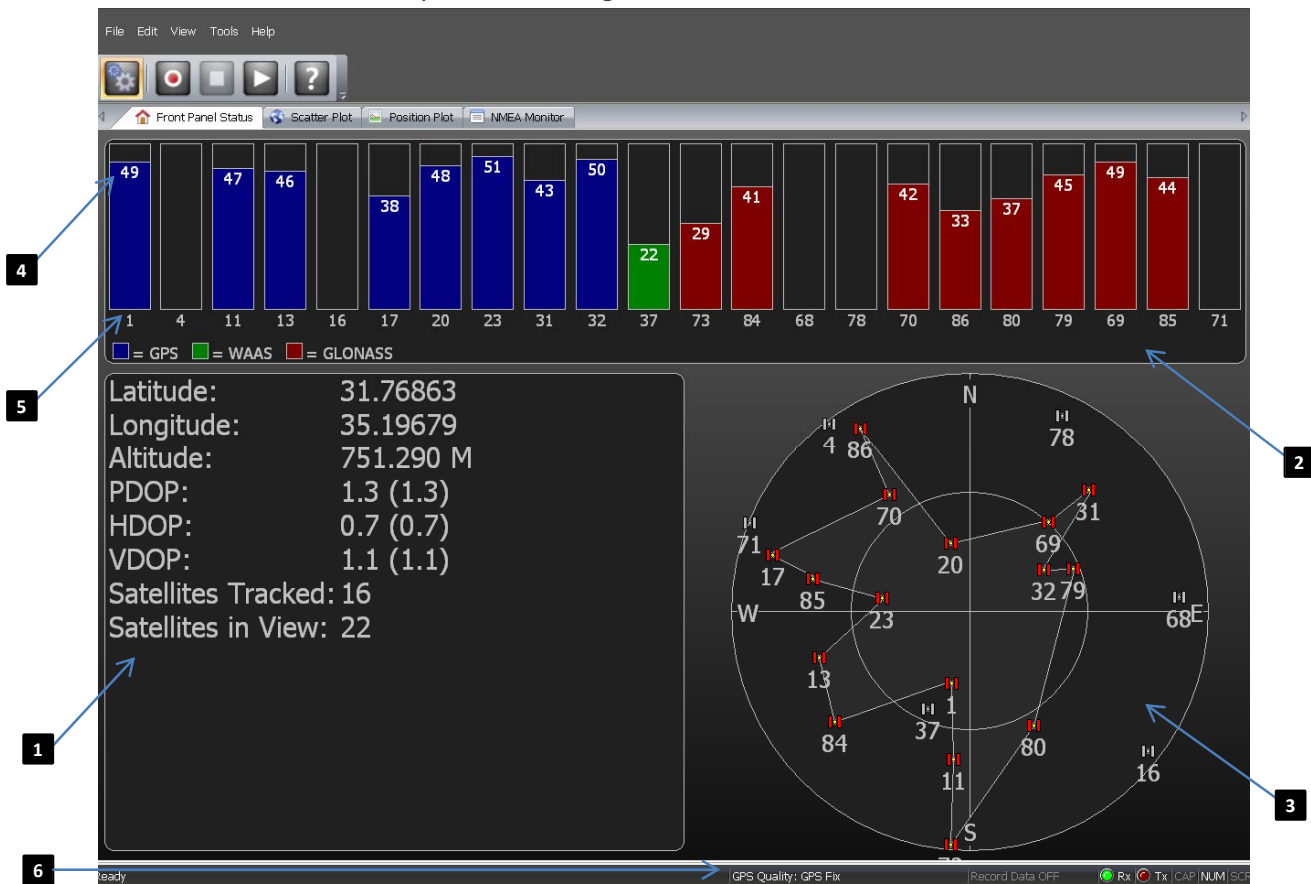 File Edit View Tools Help
?
Front Panel Status Scatter Plot Position Plot NMEA Monitor
49 47 46 38 48 51 43 50 22 29 41 42 33 37 45 49 44
1 4 11 13 16 17 20 23 31 32 37 73 84 68 78 70 86 80 79 69 85 71
= GPS = WAAS = GLONASS
4
5
2
Latitude: 31.76863
Longitude: 35.19679
Altitude: 751.290 M
PDOP: 1.3 (1.3)
HDOP: 0.7 (0.7)
VDOP: 1.1 (1.1)
Satellites Tracked: 16
Satellites in View: 22
N
4 86 78
70 31
71 20 69
17 85 32 79
W 23 68 E
13 1
84 37 80
11 16
S
1
3
6
Ready GPS Quality: GPS Fix Record Data OFF Rx Tx CAP NUM SCR